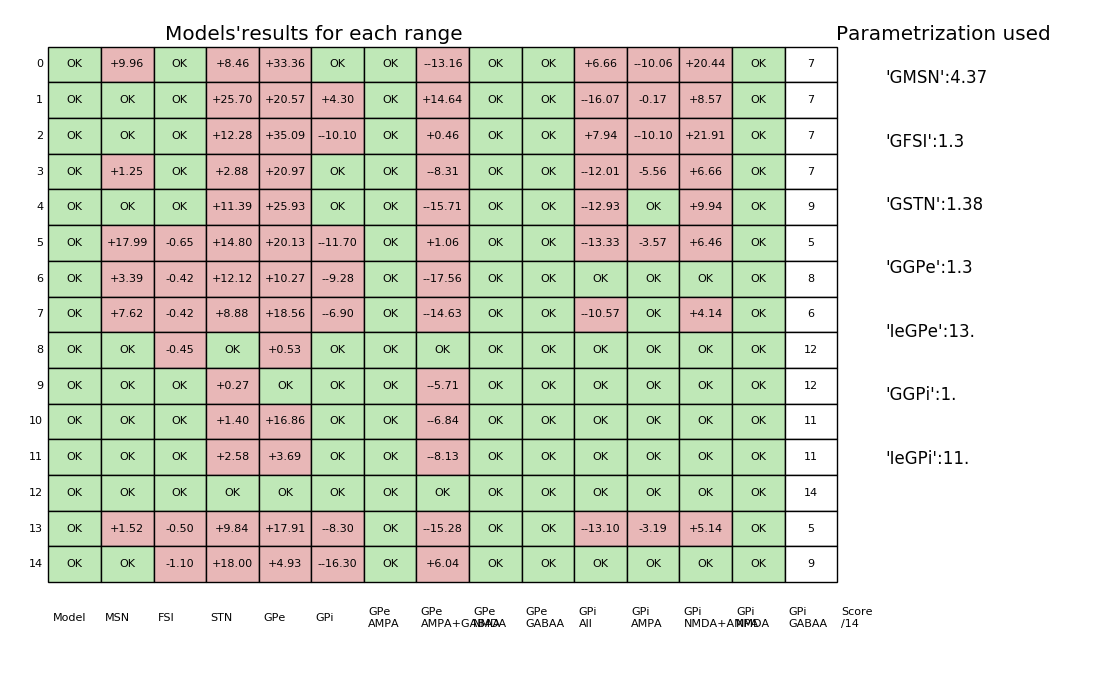 Models'results for each range
Parametrization used
0 OK +9.96 OK +8.46 +33.36 OK OK --13.16 OK OK +6.66 --10.06 +20.44 OK 7
1 OK OK OK +25.70 +20.57 +4.30 OK +14.64 OK OK --16.07 -0.17 +8.57 OK 7
2 OK OK OK +12.28 +35.09 --10.10 OK +0.46 OK OK +7.94 --10.10 +21.91 OK 7
3 OK +1.25 OK +2.88 +20.97 OK OK --8.31 OK OK --12.01 -5.56 +6.66 OK 7
4 OK OK OK +11.39 +25.93 OK OK --15.71 OK OK --12.93 OK +9.94 OK 9
5 OK +17.99 -0.65 +14.80 +20.13 --11.70 OK +1.06 OK OK --13.33 -3.57 +6.46 OK 5
6 OK +3.39 -0.42 +12.12 +10.27 --9.28 OK --17.56 OK OK OK OK OK OK 8
7 OK +7.62 -0.42 +8.88 +18.56 --6.90 OK --14.63 OK OK --10.57 OK +4.14 OK 6
8 OK OK -0.45 OK +0.53 OK OK OK OK OK OK OK OK OK 12
9 OK OK OK +0.27 OK OK OK --5.71 OK OK OK OK OK OK 12
10 OK OK OK +1.40 +16.86 OK OK --6.84 OK OK OK OK OK OK 11
11 OK OK OK +2.58 +3.69 OK OK --8.13 OK OK OK OK OK OK 11
12 OK OK OK OK OK OK OK OK OK OK OK OK OK OK 14
13 OK +1.52 -0.50 +9.84 +17.91 --8.30 OK --15.28 OK OK --13.10 -3.19 +5.14 OK 5
14 OK OK -1.10 +18.00 +4.93 --16.30 OK +6.04 OK OK OK OK OK OK 9
Model MSN FSI STN GPe GPi
GPe
AMPA
GPe
AMPA+GABAA
GPe
NMDA
GPe
GABAA
GPi
All
GPi
AMPA
GPi
NMDA+AMPA
GPi
NMDA
GPi
GABAA
Score
/14
'GMSN':4.37
'GFSI':1.3
'GSTN':1.38
'GGPe':1.3
'IeGPe':13.
'GGPi':1.
'IeGPi':11.